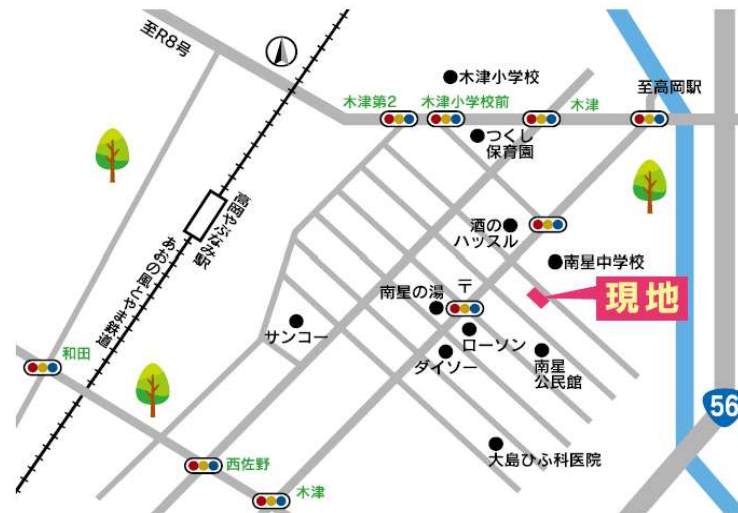 至R8号
木津小学校
至高岡駅
木津第2
木津小学校前
木津
つくし
保育園
酒の
ハッスル
南星中学校
高岡やぶなみ駅
あおの風とやま鉄道
南星の湯
〒
現地
サンコー
ローソン
ダイソー
南星
公民館
和田
56
大島ひふ科医院
西佐野
木津